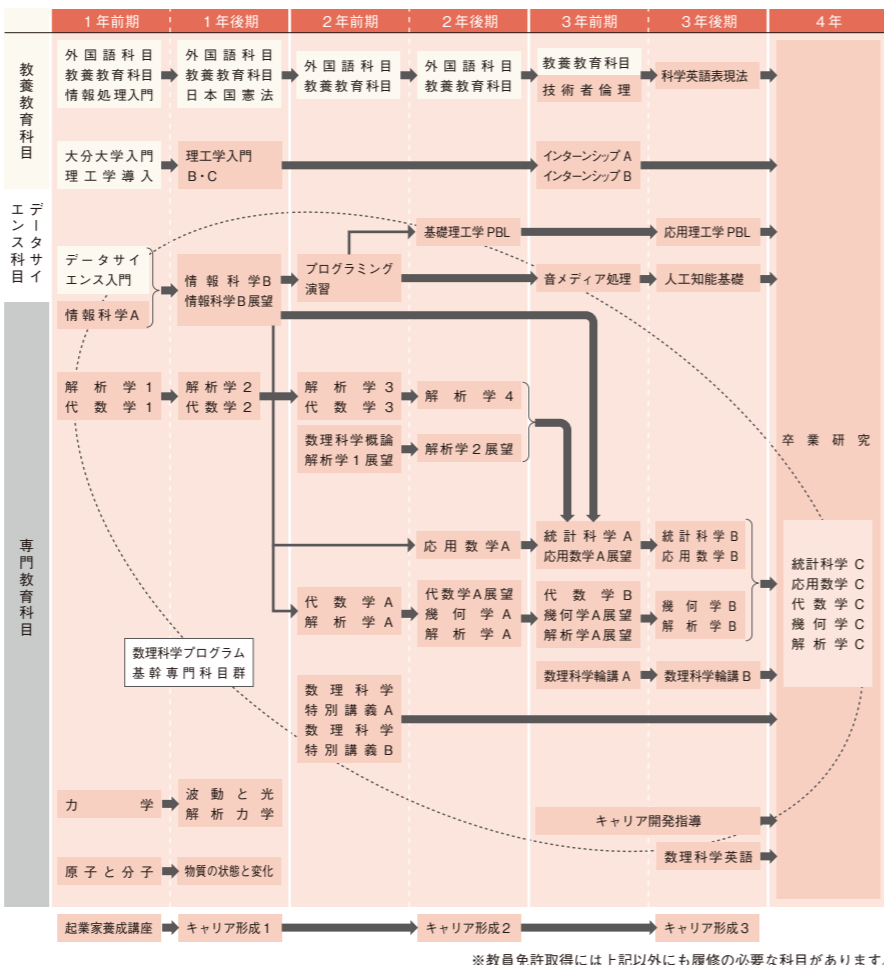 1年前期
1年後期
2年前期
2年後期
3年前期
3年後期
4年
教養教育科目
外国語科目
教養教育科目
情報処理入門
外国語科目
教養教育科目
日本国憲法
外国語科目
教養教育科目
外国語科目
教養教育科目
教養教育科目
技術者倫理
科学英語表現法
大分大学入門
理工学導入
理工学入門
B・C
インターンシップA
インターンシップB
データサイ
エンス科目
基礎理工学PBL
応用理工学PBL
データサイ
エンス入門
情報科学A
情報科学B
情報科学B展望
プログラミング
演習
音メディア処理
人工知能基礎
専門教育科目
解析学1
代数学1
解析学2
代数学2
解析学3
代数学3
解析学4
数理科学概論
解析学1展望
解析学2展望
卒業研究
応用数学A
統計科学A
応用数学A展望
統計科学B
応用数学B
代数学A
解析学A
代数学A展望
幾何学A
解析学A
代数学B
幾何学A展望
解析学A展望
幾何学B
解析学B
統計科学C
応用数学C
代数学C
幾何学C
解析学C
数理科学プログラム
基幹専門科目群
数理科学輪講A
数理科学輪講B
数理科学
特別講義A
数理科学
特別講義B
力学
波動と光
解析力学
キャリア開発指導
数理科学英語
原子と分子
物質の状態と変化
起業家養成講座
キャリア形成1
キャリア形成2
キャリア形成3
※教員免許取得には上記以外にも履修の必要な科目があります。